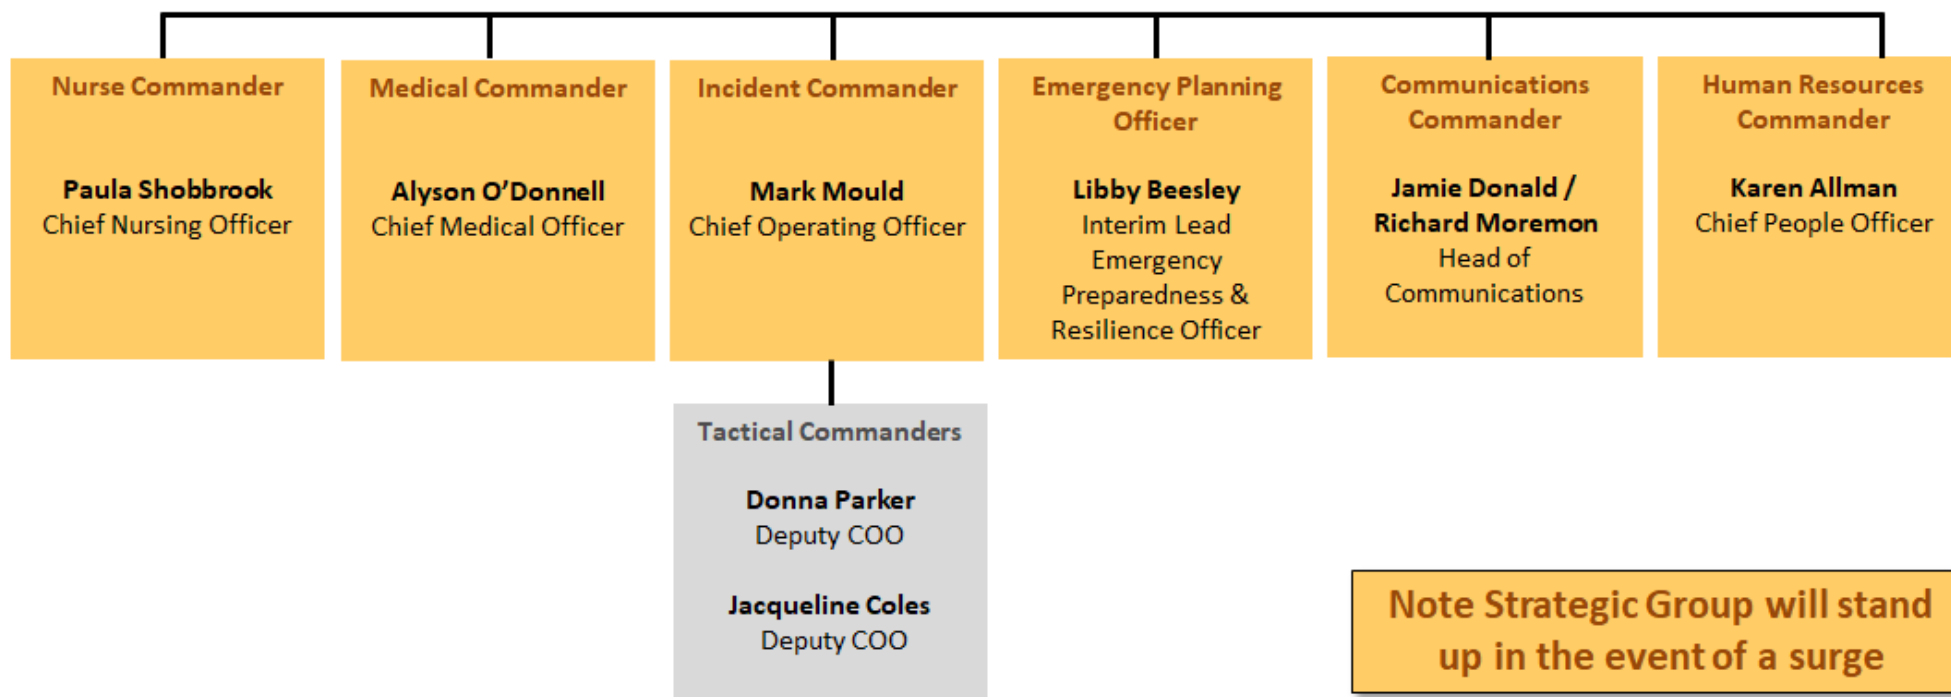 Nurse Commander
Paula Shobbrook
Chief Nursing Officer
Medical Commander
Alyson O’Donnell
Chief Medical Officer
Incident Commander
Mark Mould
Chief Operating Officer
Emergency Planning
Officer
Libby Beesley
Interim Lead
Emergency
Preparedness &
Resilience Officer
Communications
Commander
Jamie Donald /
Richard Moremon
Head of
Communications
Human Resources
Commander
Karen Allman
Chief People Officer
Tactical Commanders
Donna Parker
Deputy COO
Jacqueline Coles
Deputy COO
Note Strategic Group will stand
up in the event of a surge